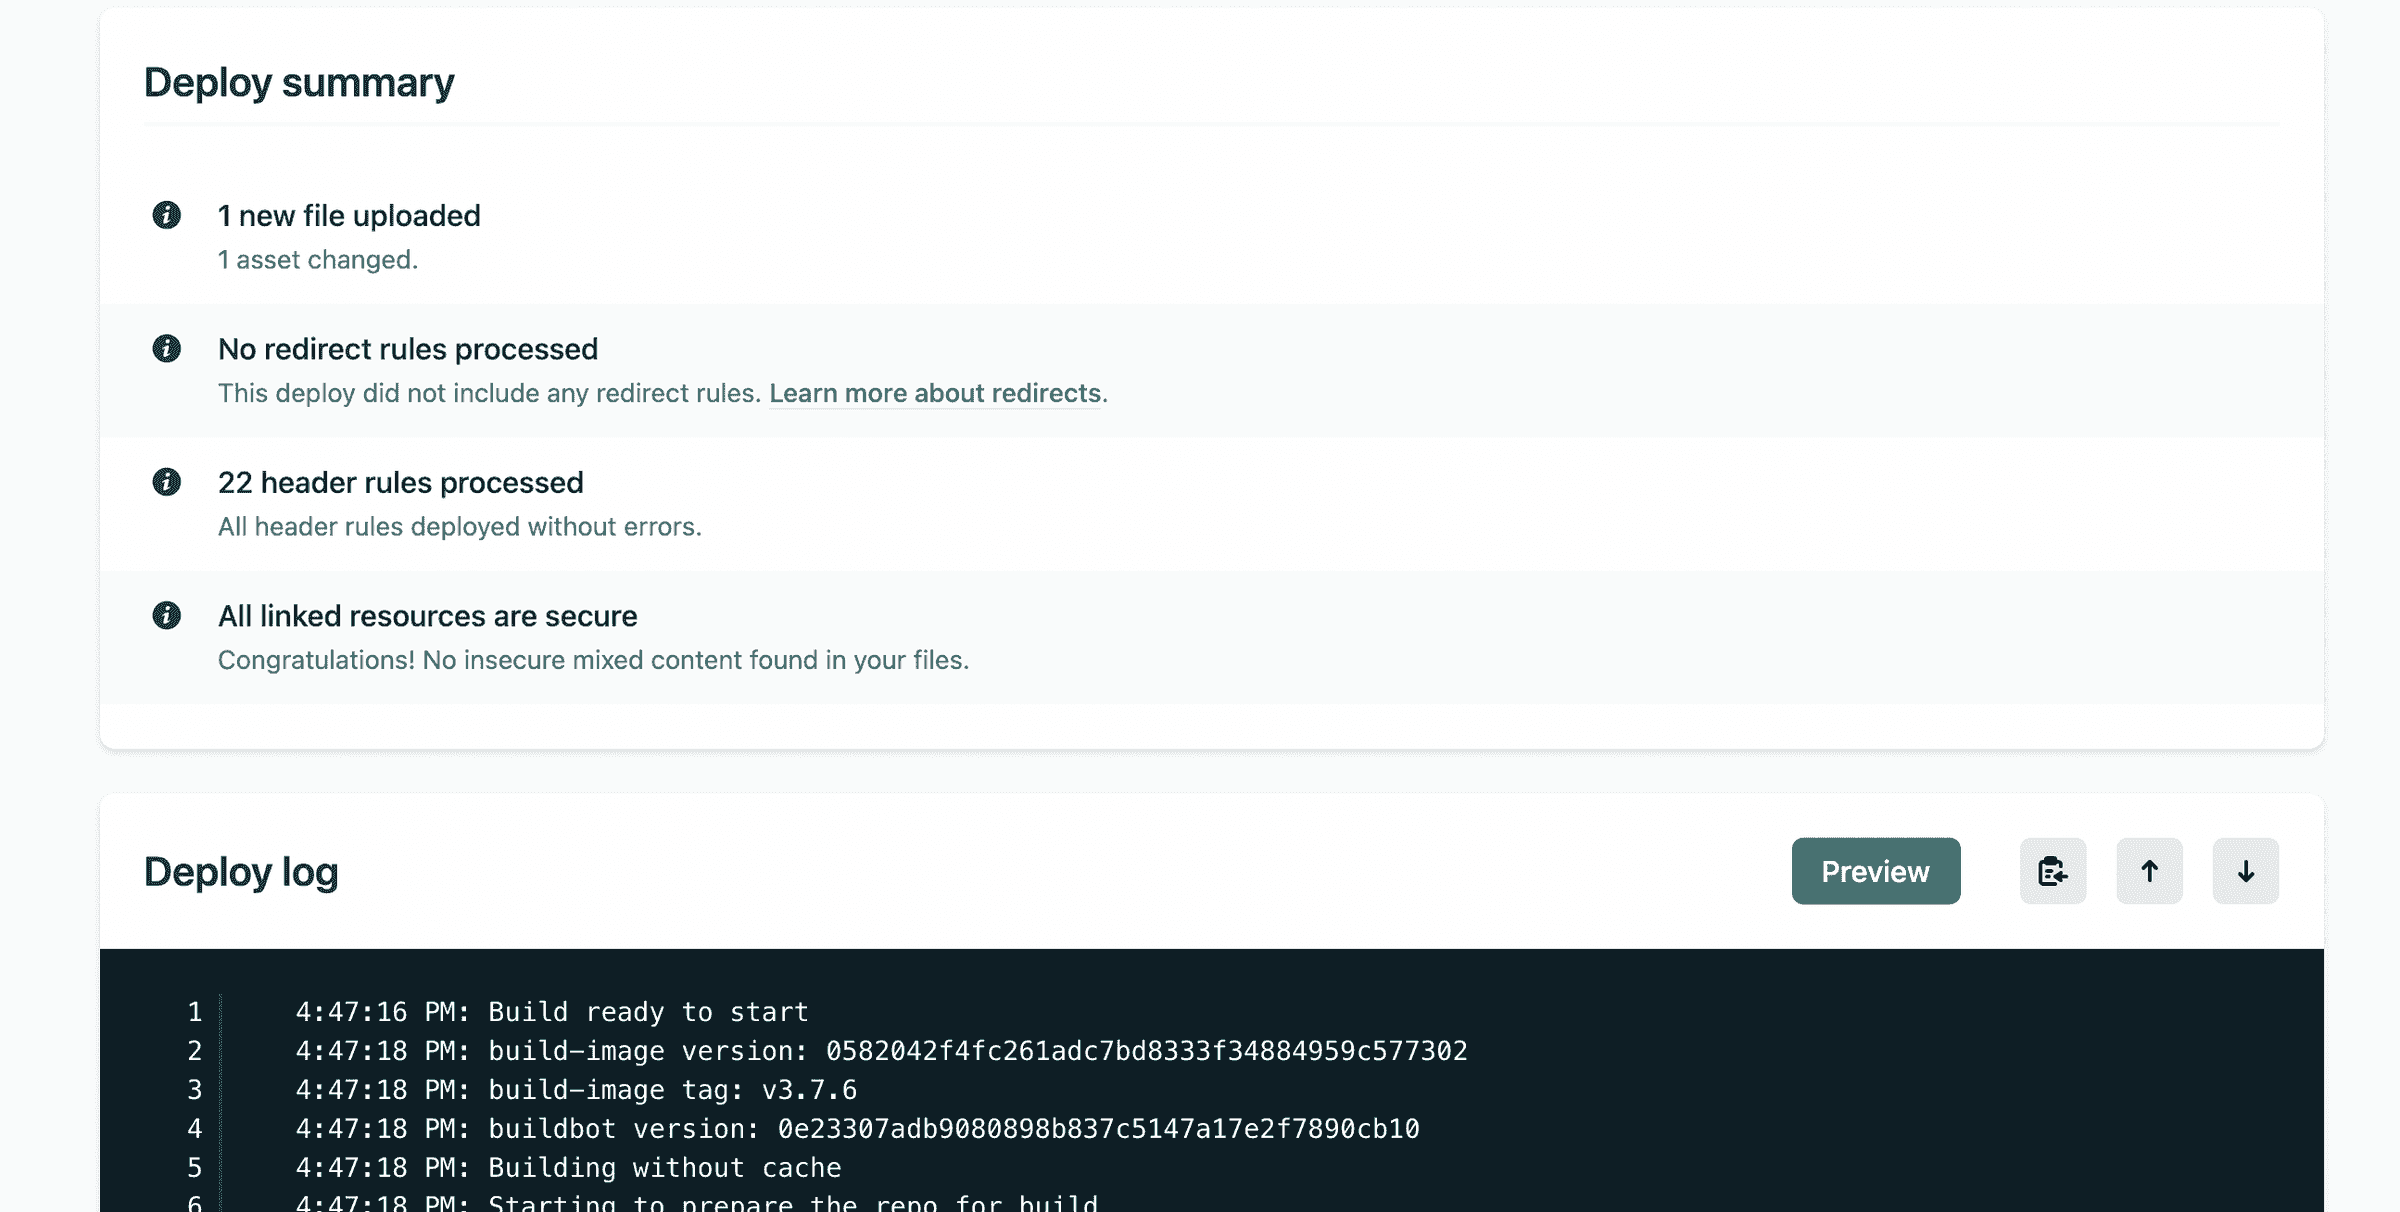 Deploy summary
1 new file uploaded
1 asset changed.
No redirect rules processed
This deploy did not include any redirect rules. Learn more about redirects.
22 header rules processed
All header rules deployed without errors.
All linked resources are secure
Congratulations! No insecure mixed content found in your files.
Deploy log
Preview
1 4:47:16 PM: Build ready to start
2 4:47:18 PM: build-image version: 0582042f4fc261adc7bd8333f34884959c577302
3 4:47:18 PM: build-image tag: v3.7.6
4 4:47:18 PM: buildbot version: 0e23307adb9080898b837c5147a17e2f7890cb10
5 4:47:18 PM: Building without cache
6 4:47:18 PM: Starting to prepare the repo for build